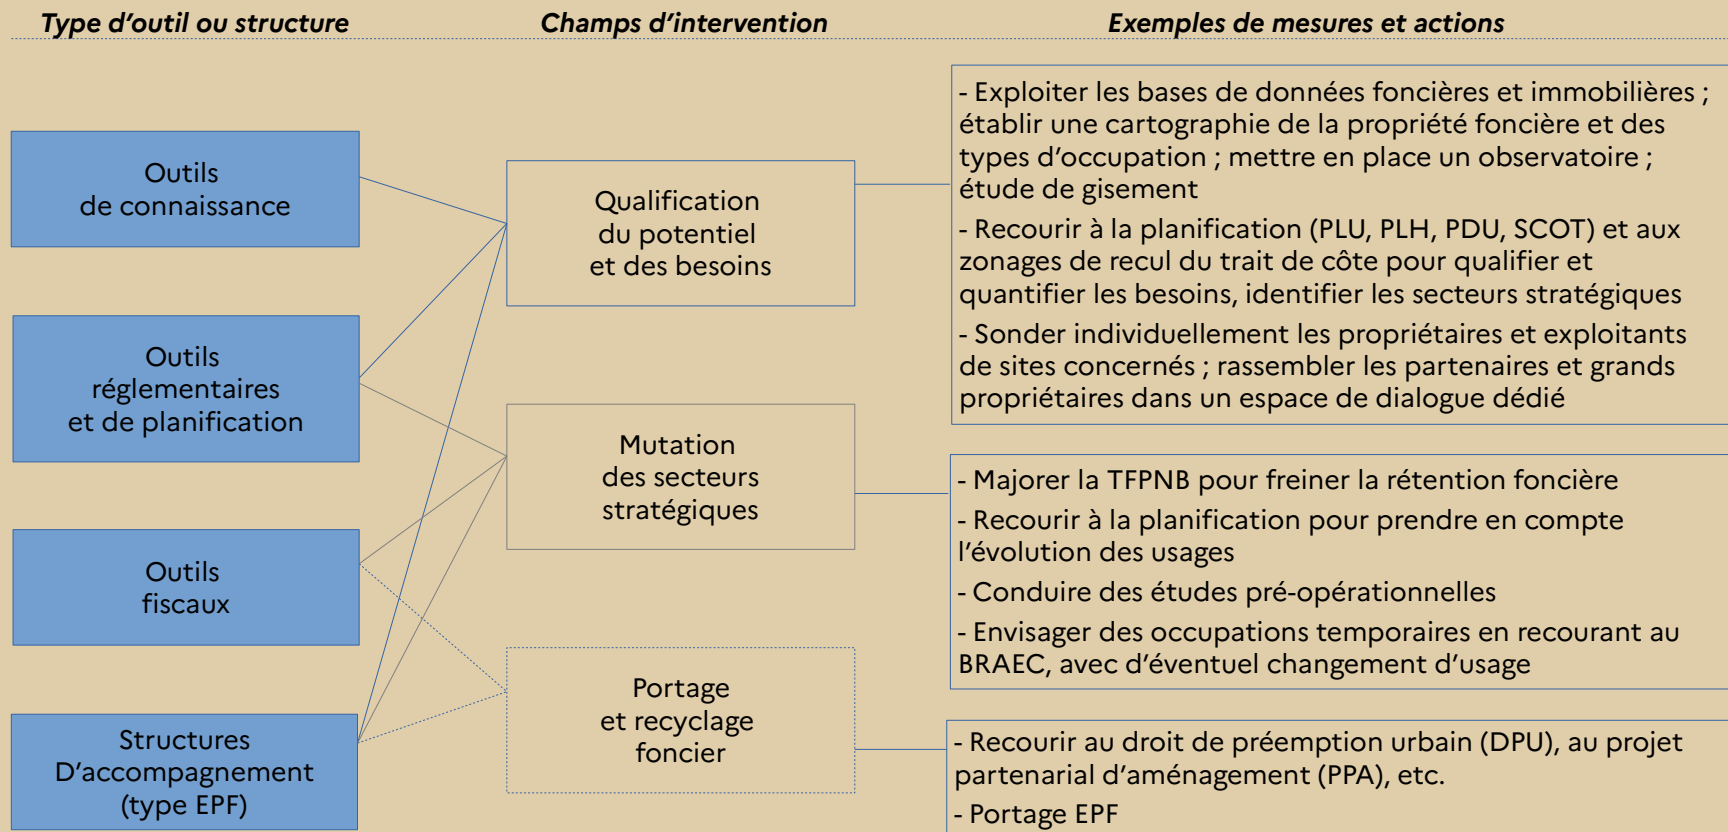 Type d'outil ou structure
Champs d'intervention
Exemples de mesures et actions
Outils
de connaissance
Outils
réglementaires
et de planification
Outils
fiscaux
Structures
D'accompagnement
(type EPF)
Qualification
du potentiel
et des besoins
Mutation
des secteurs
stratégiques
Portage
et recyclage
foncier
- Exploiter les bases de données foncières et immobilières ;
établir une cartographie de la propriété foncière et des
types d'occupation ; mettre en place un observatoire ;
étude de gisement
- Recourir à la planification (PLU, PLH, PDU, SCOT) et aux
zonages de recul du trait de côte pour qualifier et
quantifier les besoins, identifier les secteurs stratégiques
- Sonder individuellement les propriétaires et exploitants
de sites concernés ; rassembler les partenaires et grands
propriétaires dans un espace de dialogue dédié
- Majorer la TFPNB pour freiner la rétention foncière
- Recourir à la planification pour prendre en compte
l'évolution des usages
- Conduire des études pré-opérationnelles
- Envisager des occupations temporaires en recourant au
BRAEC, avec d'éventuel changement d'usage
- Recourir au droit de préemption urbain (DPU), au projet
partenarial d'aménagement (PPA), etc.
- Portage EPF